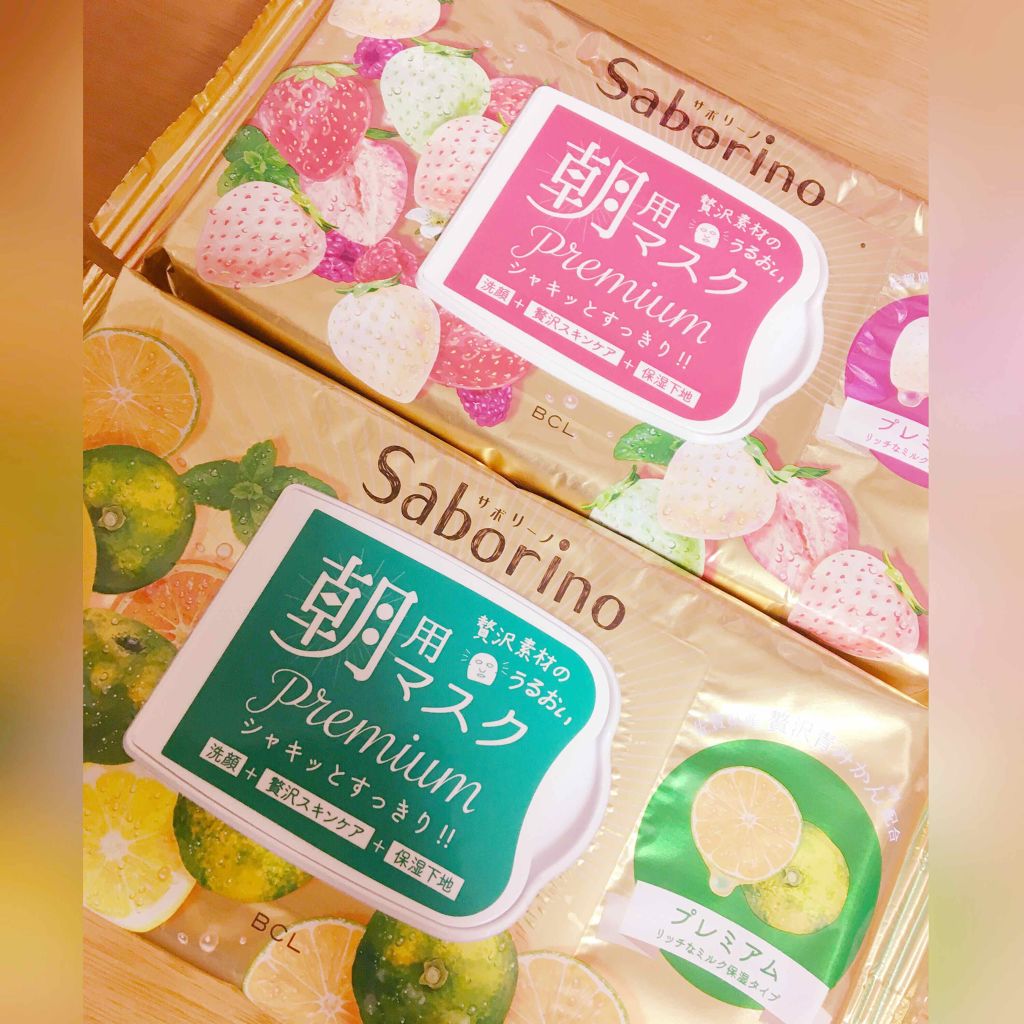 Saborino
サボリーノ
朝用マスク
贅沢素材の
うるおい
premium
シャキッとすっきり!!
洗顔+贅沢スキンケア+保湿下地
BCL
プレミ
リッチなミルク
Saborino
サボリーノ
朝用マスク
贅沢素材の
うるおい
premium
シャキッとすっきり!!
洗顔+贅沢スキンケア+保湿下地
BCL
贅沢青みかん配合
プレミアム
リッチなミルク保湿タイプ